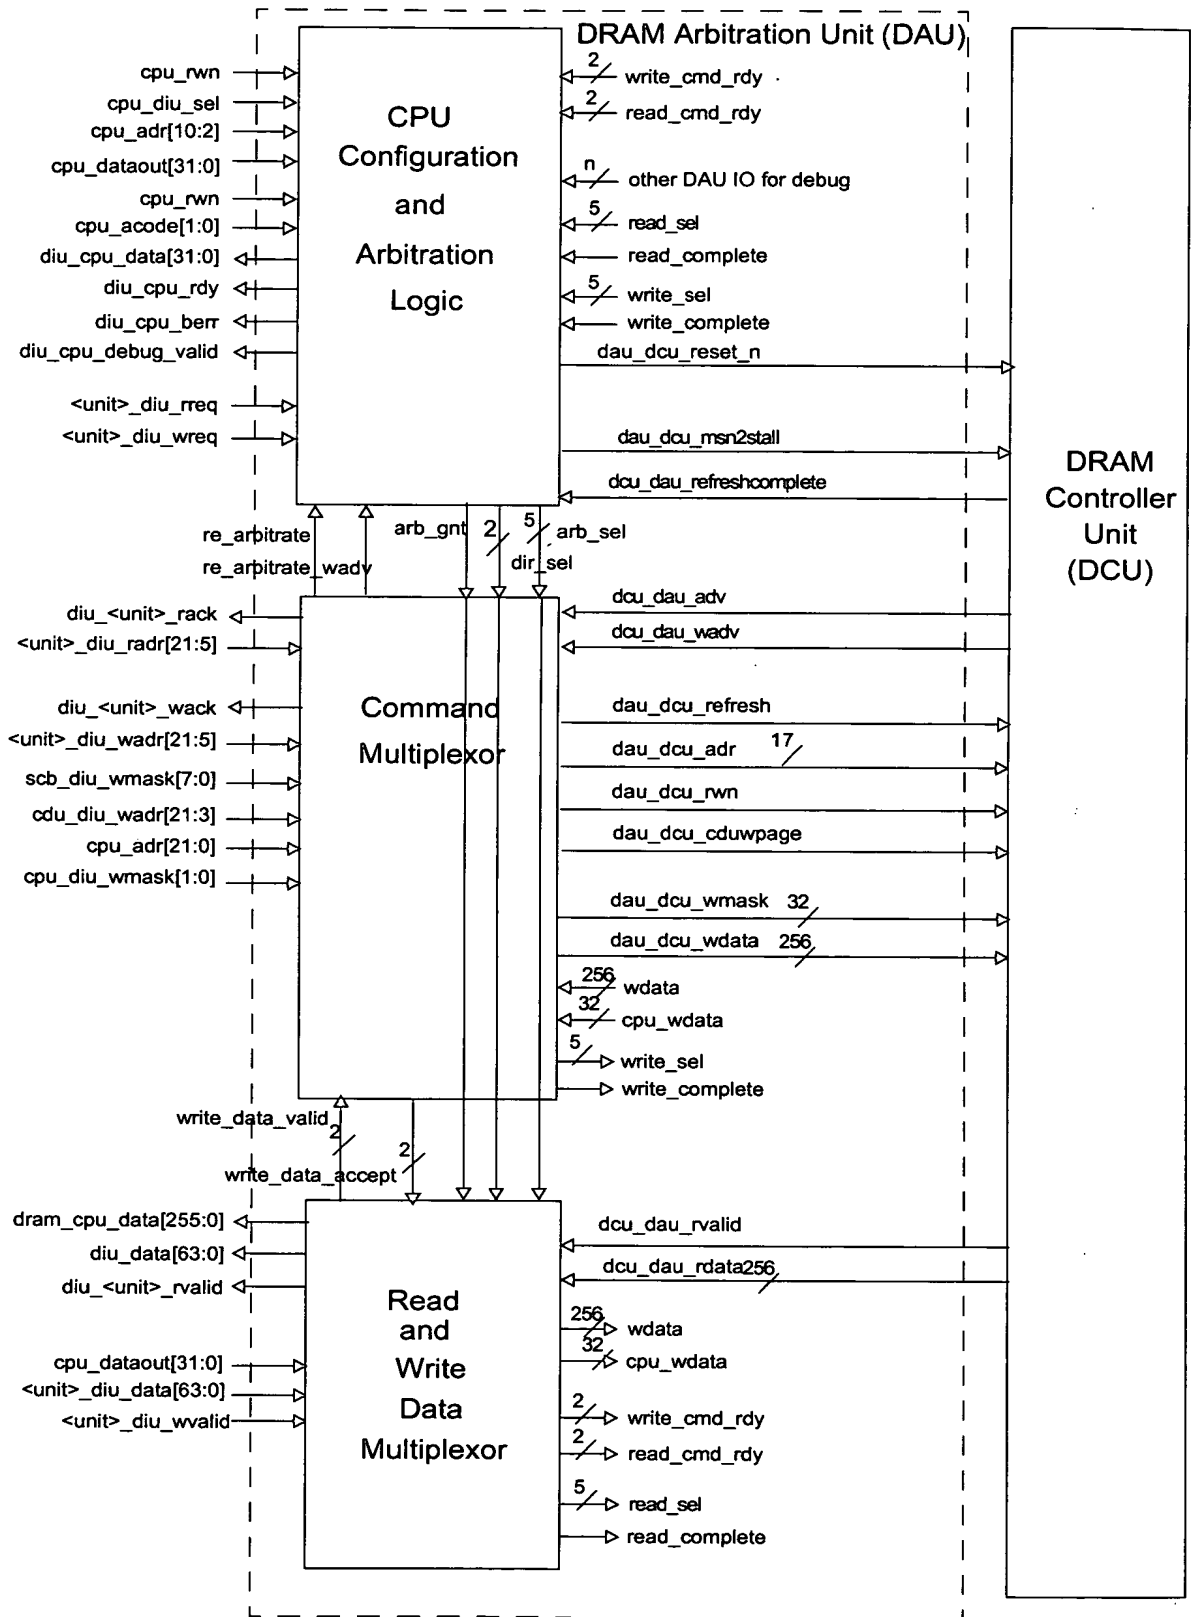 DRAM Arbitration Unit (DAU)
cpu_rwn
cpu_diu_sel
cpu_adr[10:2]
cpu_dataout[31:0]
cpu_rwn
cpu_acode[1:0]
diu_cpu_data[31:0]
diu_cpu_rdy
diu_cpu_berr
diu_cpu_debug_valid
<unit>_diu_rreq
<unit>_diu_wreq
CPU
Configuration
and
Arbitration
Logic
2
write_cmd_rdy
2
read_cmd_rdy
n
other DAU IO for debug
5
read_sel
read_complete
5
write_sel
write_complete
dau_dcu_reset_n
dau_dcu_msn2stall
dcu_dau_refreshcomplete
DRAM
Controller
Unit
(DCU)
re_arbitrate
re_arbitrate_wadv
arb_gnt
2
dir_sel
5
arb_sel
diu_<unit>_rack
<unit>_diu_radr[21:5]
diu_<unit>_wack
<unit>_diu_wadr[21:5]
scb_diu_wmask[7:0]
cdu_diu_wadr[21:3]
cpu_adr[21:0]
cpu_diu_wmask[1:0]
Command
Multiplexor
dcu_dau_adv
dcu_dau_wadv
dau_dcu_refresh
dau_dcu_adr 17
dau_dcu_rwn
dau_dcu_cduwpage
dau_dcu_wmask 32
dau_dcu_wdata 256
256
wdata
32
cpu_wdata
5
write_sel
write_complete
write_data_valid
2
write_data_accept
2
dram_cpu_data[255:0]
diu_data[63:0]
diu_<unit>_rvalid
cpu_dataout[31:0]
<unit>_diu_data[63:0]
<unit>_diu_wvalid
Read
and
Write
Data
Multiplexor
dcu_dau_rvalid
dcu_dau_rdata256
256
wdata
32
cpu_wdata
2
write_cmd_rdy
2
read_cmd_rdy
5
read_sel
read_complete